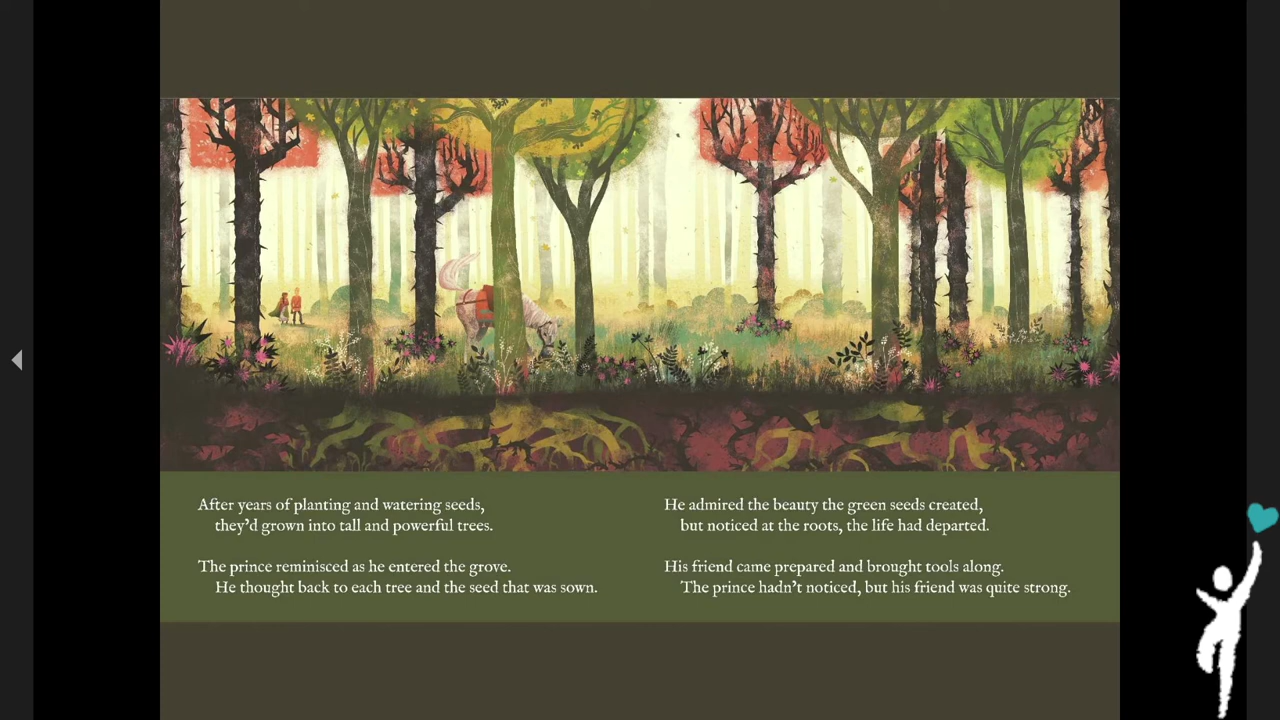 After years of planting and watering seeds,
they'd grown into tall and powerful trees.
The prince reminisced as he entered the grove.
He thought back to each tree and the seed that was sown.
He admired the beauty the green seeds created,
but noticed at the roots, the life had departed.
His friend came prepared and brought tools along.
The prince hadn't noticed, but his friend was quite strong.